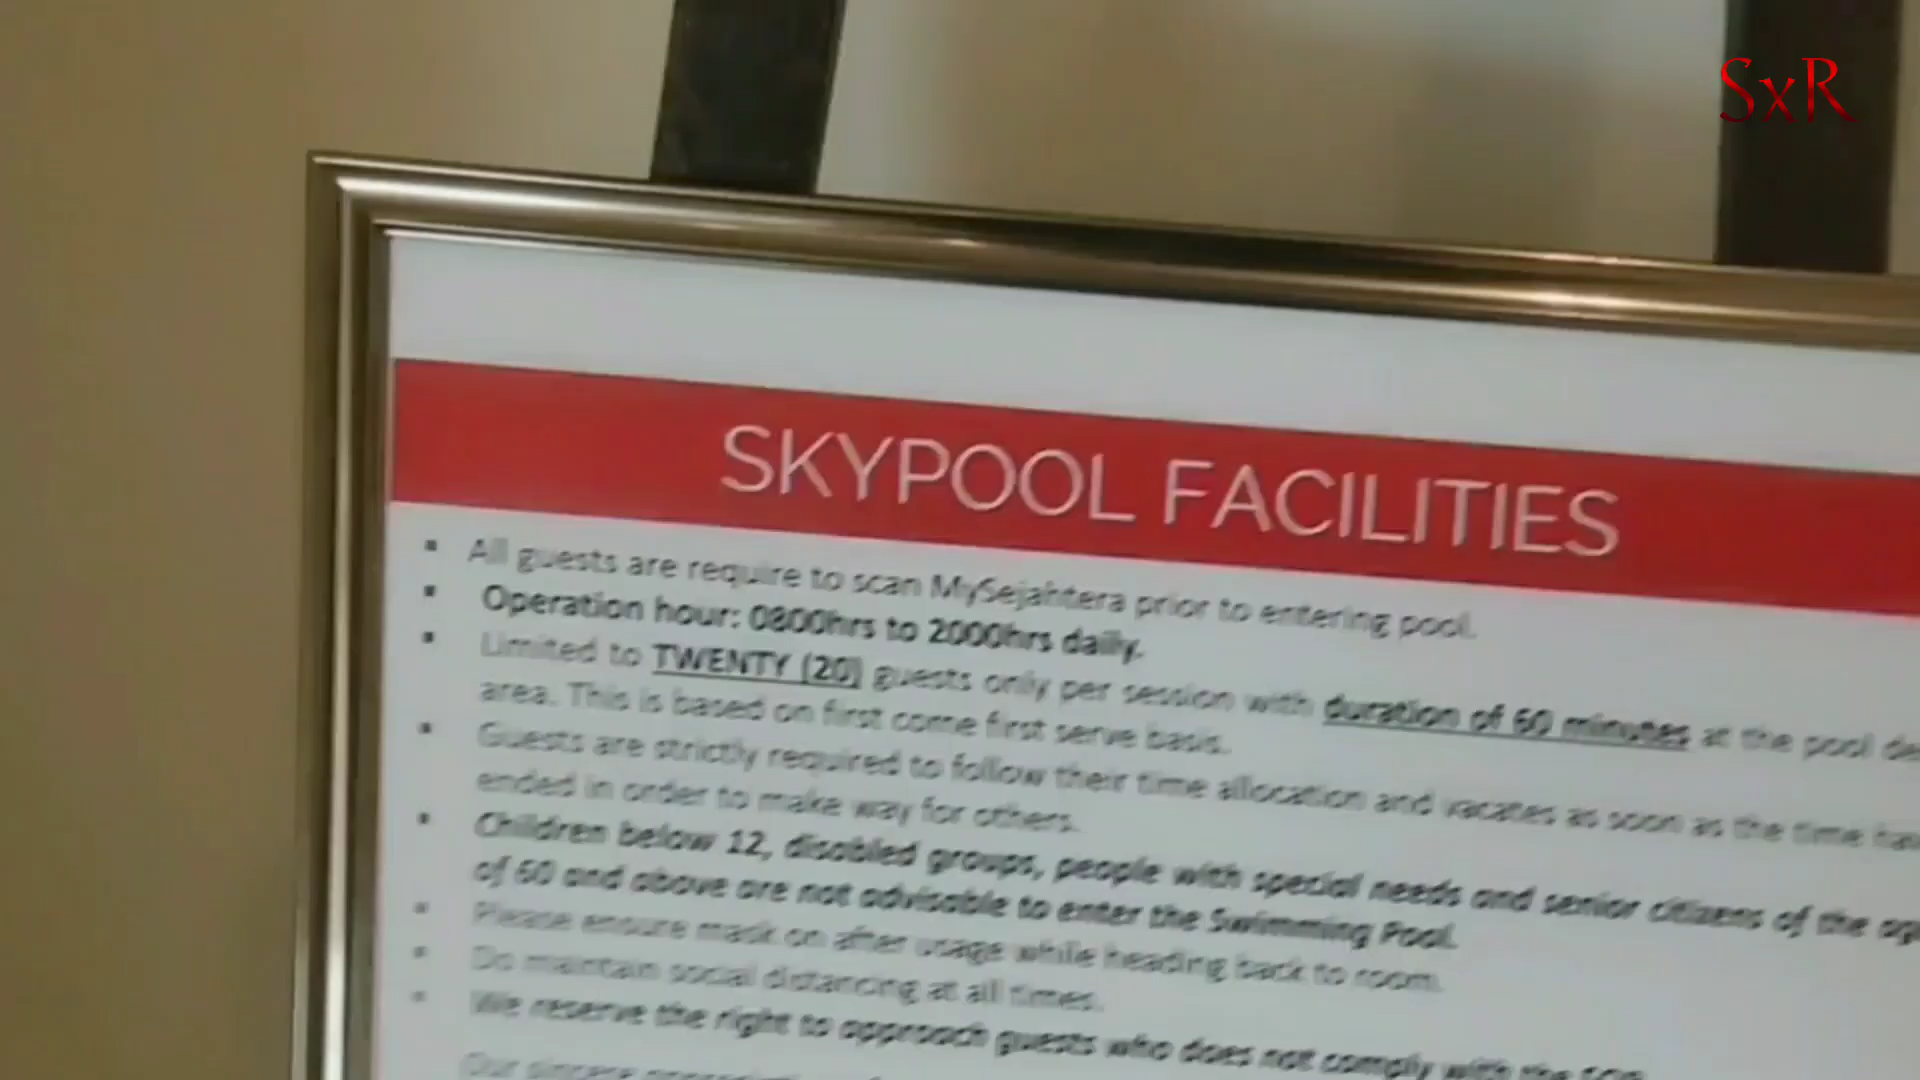 SxR
SKYPOOL FACILITIES
▪ All guests are require to scan MySejahtera prior to entering pool.
▪ Operation hour: 0800hrs to 2000hrs daily.
▪ Limited to TWENTY (20) guests only per session with duration of 60 minutes at the pool
area. This is based on first come first serve basis.
▪ Guests are strictly required to follow their time allocation and vacates as soon as the time
ended in order to make way for others.
▪ Children below 12, disabled groups, people with special needs and senior citizens of the
of 60 and above are not advisable to enter the Swimming Pool.
▪ Please ensure mask on after usage while heading back to room.
▪ Do maintain social distancing at all times.
▪ We reserve the right to approach guests who does not comply with the
Our sincere